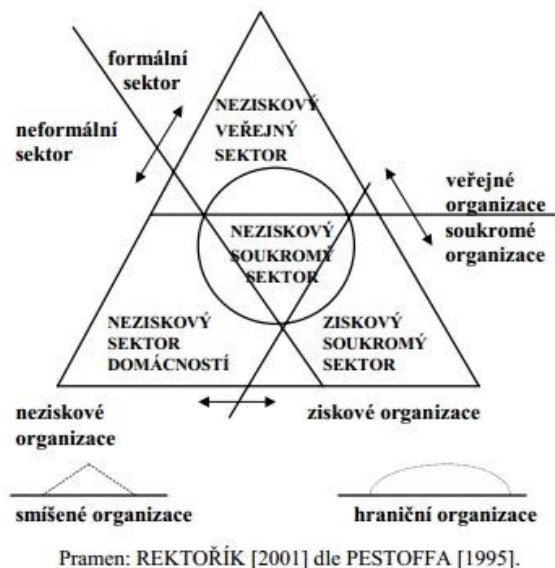 formální
sektor
neformální
sektor
NEZISKOVÝ
VEŘEJNÝ
SEKTOR
veřejné
organizace
soukromé
organizace
NEZISKOVÝ
SOUKROMÝ
SEKTOR
NEZISKOVÝ
SEKTOR
DOMÁCNOSTÍ
ZISKOVÝ
SOUKROMÝ
SEKTOR
neziskové
organizace
ziskové organizace
smíšené organizace
hraniční organizace
Pramen: REKTOŘÍK [2001] dle PESTOFFA [1995].